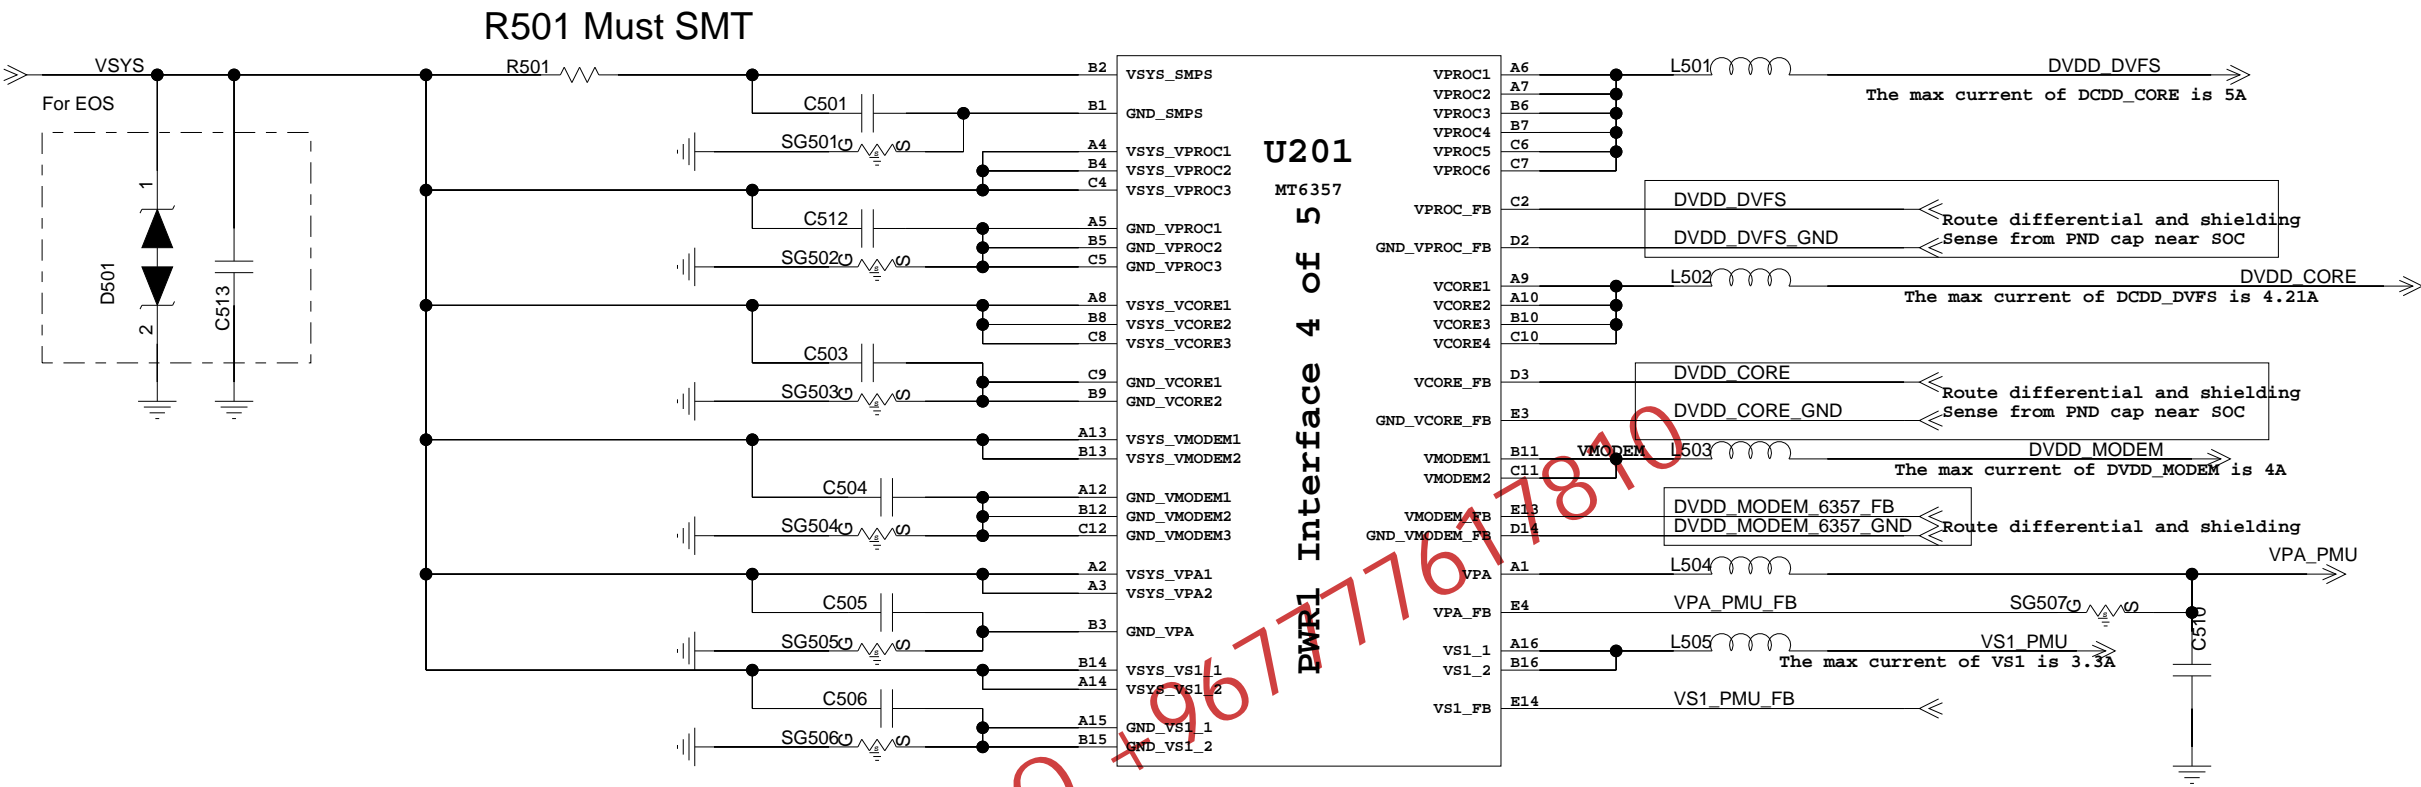 R501 Must SMT
VSYS
For EOS
D501
1
2
C513
R501
C501
SG501 G S
C512
SG502 G S
C503
SG503 G S
C504
SG504 G S
C505
SG505 G S
C506
SG506 G S
B2 VSYS_SMPS
B1 GND_SMPS
A4 VSYS_VPROC1
B4 VSYS_VPROC2
C4 VSYS_VPROC3
A5 GND_VPROC1
B5 GND_VPROC2
C5 GND_VPROC3
A8 VSYS_VCORE1
B8 VSYS_VCORE2
C8 VSYS_VCORE3
C9 GND_VCORE1
B9 GND_VCORE2
A13 VSYS_VMODEM1
B13 VSYS_VMODEM2
A12 GND_VMODEM1
B12 GND_VMODEM2
C12 GND_VMODEM3
A2 VSYS_VPA1
A3 VSYS_VPA2
B3 GND_VPA
B14 VSYS_VS1_1
A14 VSYS_VS1_2
A15 GND_VS1_1
B15 GND_VS1_2
U201
MT6357
PWR1 Interface 4 of 5
VPROC1 A6
VPROC2 A7
VPROC3 B6
VPROC4 B7
VPROC5 C6
VPROC6 C7
VPROC_FB C2
GND_VPROC_FB D2
VCORE1 A9
VCORE2 A10
VCORE3 B10
VCORE4 C10
VCORE_FB D3
GND_VCORE_FB E3
VMODEM1 B11
VMODEM2 C11
VMODEM_FB E13
GND_VMODEM_FB D14
VPA A1
VPA_FB E4
VS1_1 A16
VS1_2 B16
VS1_FB E14
L501 DVDD_DVFS
The max current of DCDD_CORE is 5A
DVDD_DVFS
DVDD_DVFS_GND
Route differential and shielding
Sense from PND cap near SOC
L502 DVDD_CORE
The max current of DCDD_DVFS is 4.21A
DVDD_CORE
DVDD_CORE_GND
Route differential and shielding
Sense from PND cap near SOC
VMODEM L503 DVDD_MODEM
The max current of DVDD_MODEM is 4A
DVDD_MODEM_6357_FB
DVDD_MODEM_6357_GND
Route differential and shielding
L504 VPA_PMU
VPA_PMU_FB SG507 G S
C510
L505 VS1_PMU
The max current of VS1 is 3.3A
VS1_PMU_FB
+967777617810